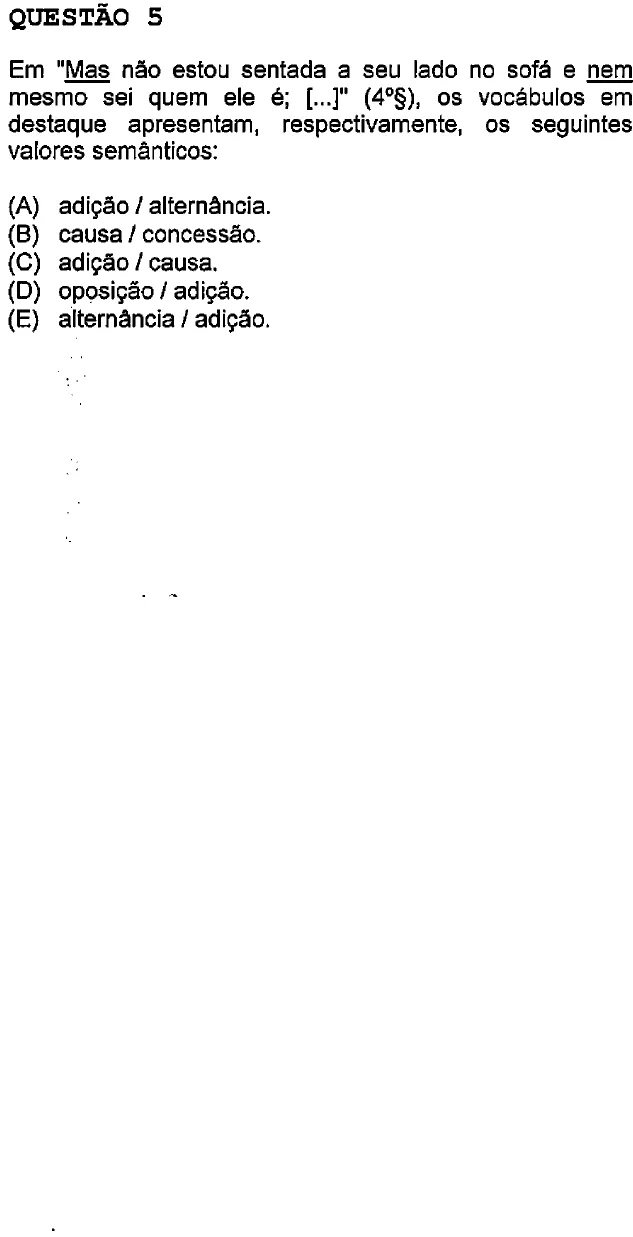 QUESTÃO 5
Em "Mas não estou sentada a seu lado no sofá e nem
mesmo sei quem ele é; [...]" (4º§), os vocábulos em
destaque apresentam, respectivamente, os seguintes
valores semânticos:
(A) adição / alternância.
(B) causa / concessão.
(C) adição / causa.
(D) oposição / adição.
(E) alternância / adição.